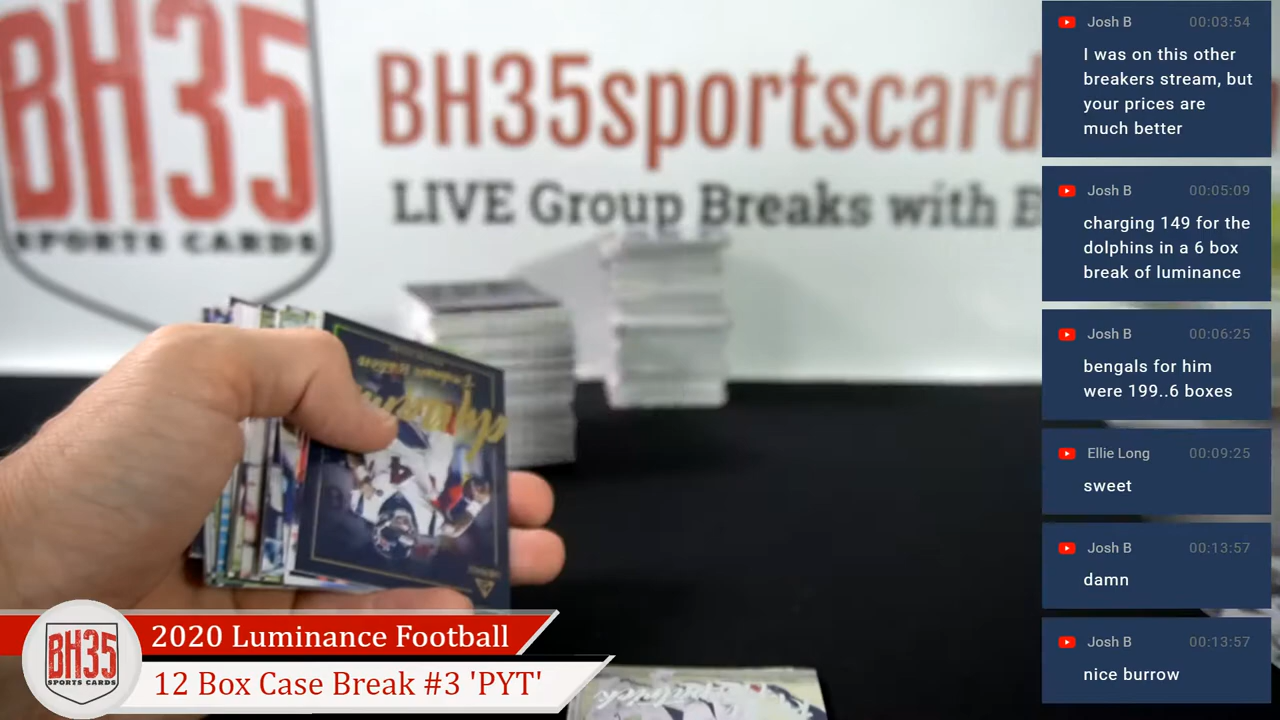 BH35
SPORTS CARDS
BH35sportscard
LIVE Group Breaks with B
Josh B 00:03:54
I was on this other
breakers stream, but
your prices are
much better
Josh B 00:05:09
charging 149 for the
dolphins in a 6 box
break of luminance
Josh B 00:06:25
bengals for him
were 199..6 boxes
Ellie Long 00:09:25
sweet
Josh B 00:13:57
damn
Josh B 00:13:57
nice burrow
BH35
SPORTS CARDS
2020 Luminance Football
12 Box Case Break #3 'PYT'